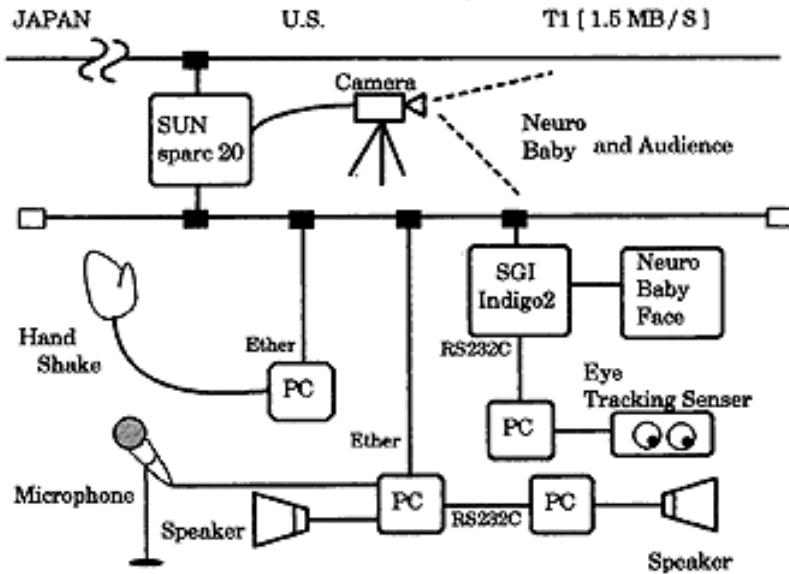 JAPAN U.S. T1 [ 1.5 MB / S ]
Camera
SUN
sparc 20
Neuro
Baby and Audience
SGI
Indigo2
Neuro
Baby
Face
Hand
Shake
Ether
PC
RS232C
Eye
Tracking Senser
PC
Ether
Microphone
Speaker
PC
RS232C
PC
Speaker